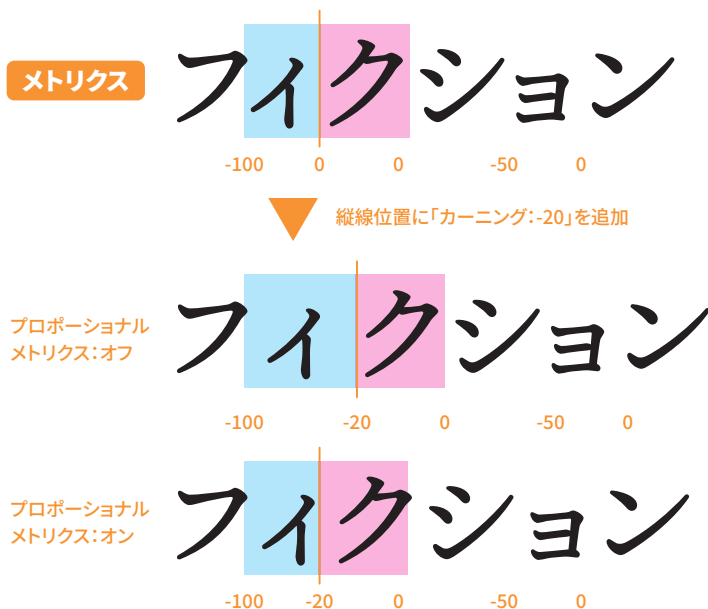 メトリクス
フィクション
-100 0 0 -50 0
縦線位置に「カーニング：-20」を追加
プロポーショナル
メトリクス：オフ
フィクション
-100 -20 0 -50 0
プロポーショナル
メトリクス：オン
フィクション
-100 -20 0 -50 0